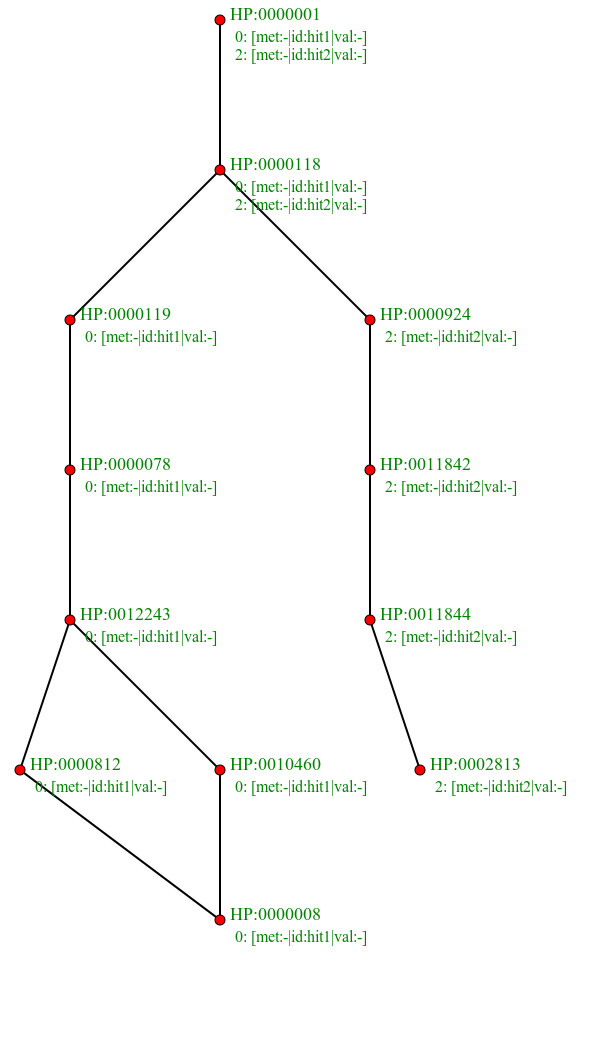 HP:0000001
0: [met:-|id:hit1|val:-]
2: [met:-|id:hit2|val:-]
HP:0000118
0: [met:-|id:hit1|val:-]
2: [met:-|id:hit2|val:-]
HP:0000119
0: [met:-|id:hit1|val:-]
HP:0000924
2: [met:-|id:hit2|val:-]
HP:0000078
0: [met:-|id:hit1|val:-]
HP:0011842
2: [met:-|id:hit2|val:-]
HP:0012243
0: [met:-|id:hit1|val:-]
HP:0011844
2: [met:-|id:hit2|val:-]
HP:0000812
0: [met:-|id:hit1|val:-]
HP:0010460
0: [met:-|id:hit1|val:-]
HP:0002813
2: [met:-|id:hit2|val:-]
HP:0000008
0: [met:-|id:hit1|val:-]